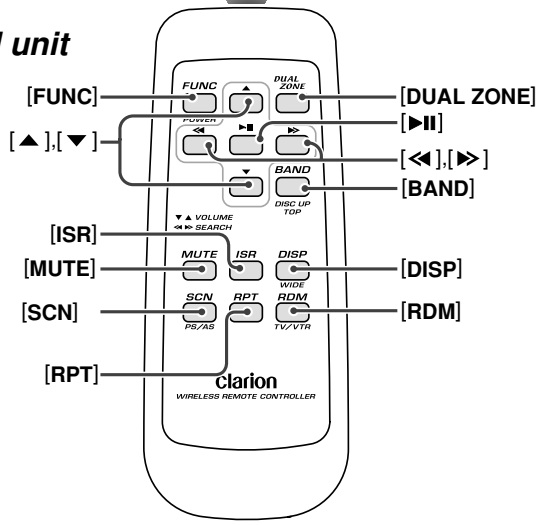 unit
[FUNC]
[▲],[▼]
[ISR]
[MUTE]
[SCN]
[RPT]
FUNC
POWER
▲
DUAL
ZONE
◀◀
▶II
▶▶
▼
BAND
DISC UP
TOP
▼ ▲ VOLUME
◀◀ ▶▶ SEARCH
MUTE
ISR
DISP
WIDE
SCN
PS/AS
RPT
RDM
TV/VTR
clarion
WIRELESS REMOTE CONTROLLER
[DUAL ZONE]
[▶II]
[◀◀],[▶▶]
[BAND]
[DISP]
[RDM]